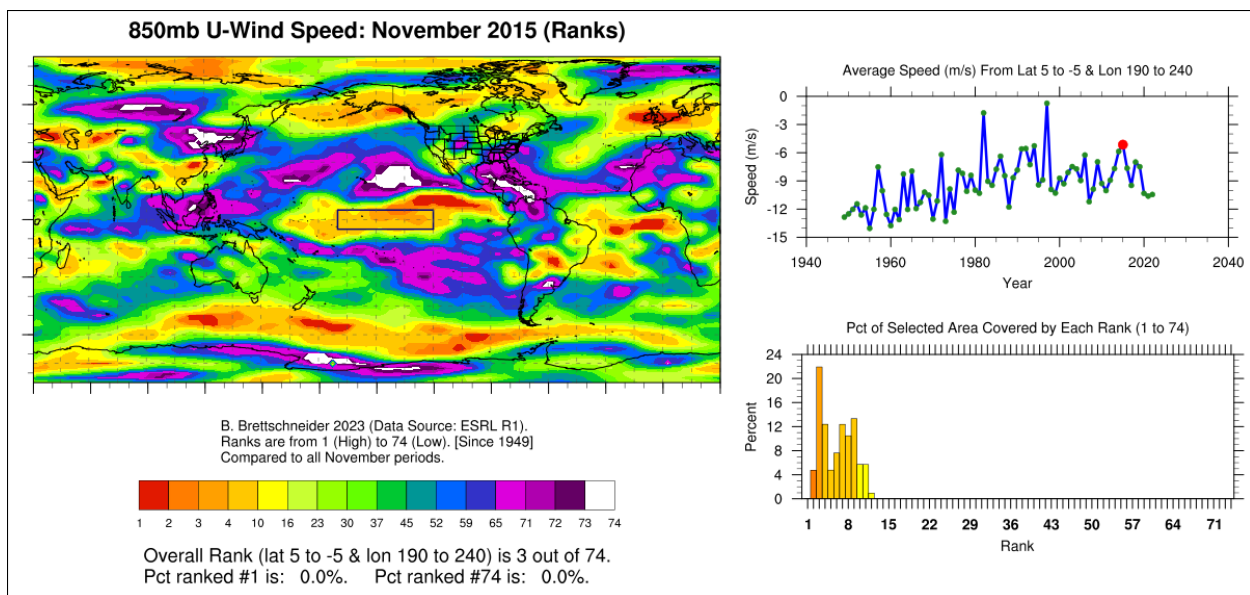 850mb U-Wind Speed: November 2015 (Ranks)
B. Brettschneider 2023 (Data Source: ESRL R1).
Ranks are from 1 (High) to 74 (Low). [Since 1949]
Compared to all November periods.
1 2 3 4 10 16 23 30 37 45 52 59 65 71 72 73 74
Overall Rank (lat 5 to -5 & lon 190 to 240) is 3 out of 74.
Pct ranked #1 is: 0.0%. Pct ranked #74 is: 0.0%.
Average Speed (m/s) From Lat 5 to -5 & Lon 190 to 240
Speed (m/s)
0
-3
-6
-9
-12
-15
1940 1960 1980 2000 2020 2040
Year
Pct of Selected Area Covered by Each Rank (1 to 74)
Percent
24
20
16
12
8
4
0
1 8 15 22 29 36 43 50 57 64 71
Rank